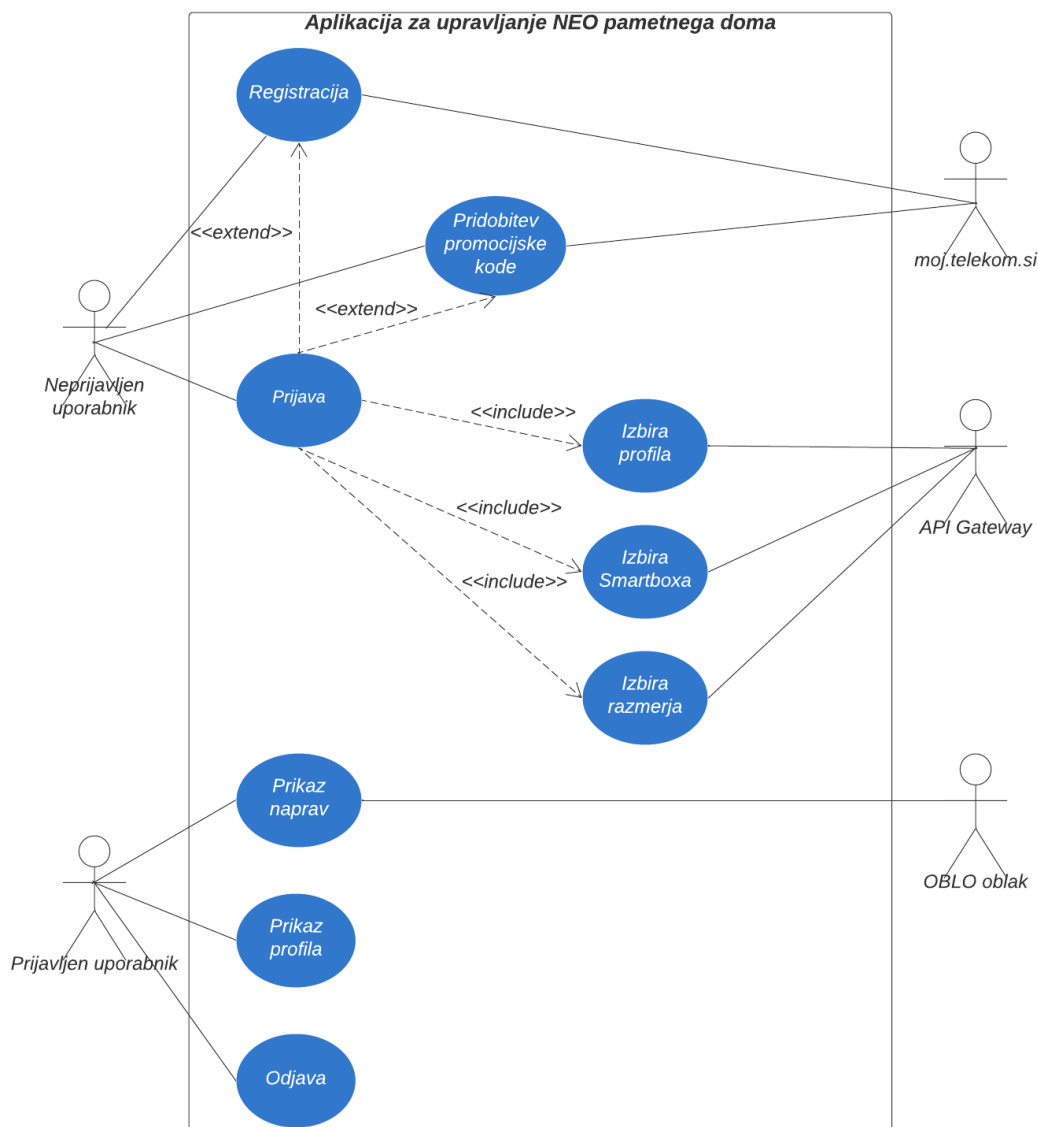 Aplikacija za upravljanje NEO pametnega doma
Registracija
<<extend>>
Pridobitev
promocijske
kode
moj.telekom.si
<<extend>>
Neprijavljen
uporabnik
Prijava
<<include>>
Izbira
profila
API Gateway
<<include>>
Izbira
Smartboxa
<<include>>
Izbira
razmerja
Prikaz
naprav
OBLO oblak
Prikaz
profila
Prijavljen uporabnik
Odjava